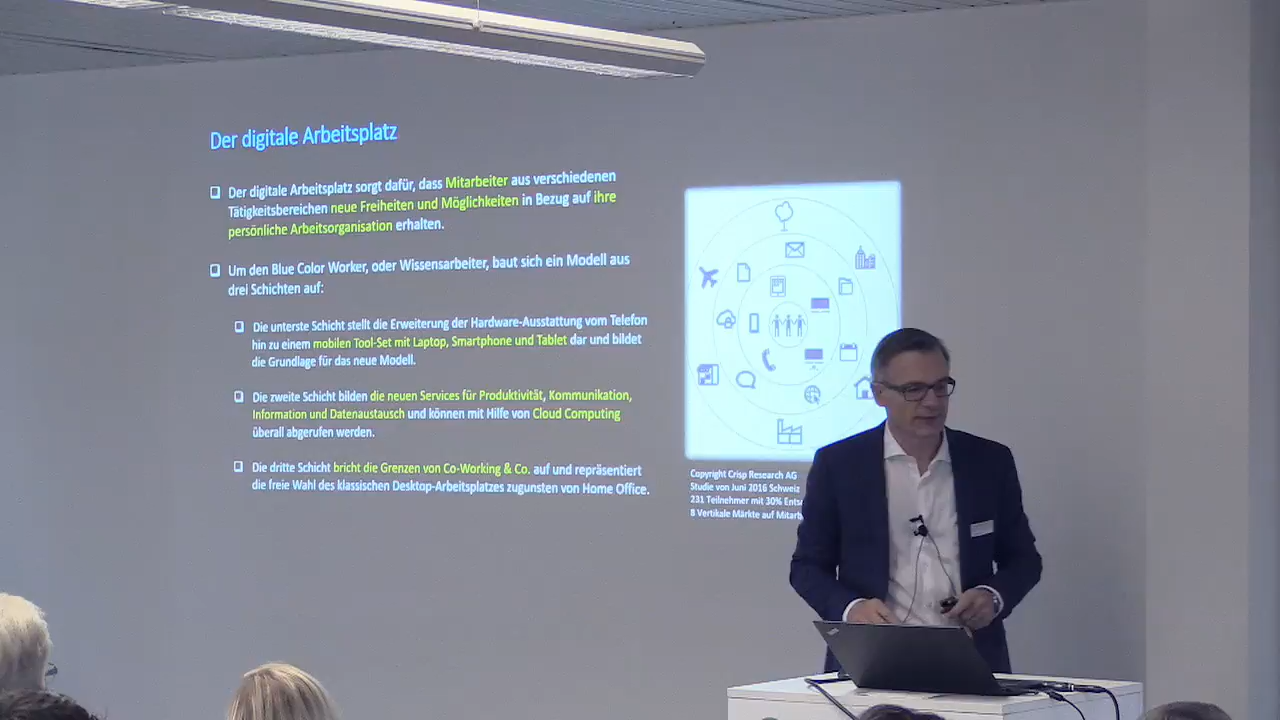 Der digitale Arbeitsplatz
Der digitale Arbeitsplatz sorgt dafür, dass Mitarbeiter aus verschiedenen
Tätigkeitsbereichen neue Freiheiten und Möglichkeiten in Bezug auf ihre
persönliche Arbeitsorganisation erhalten.
Um den Blue Color Worker, oder Wissensarbeiter, baut sich ein Modell aus
drei Schichten auf:
Die unterste Schicht stellt die Erweiterung der Hardware-Ausstattung vom Telefon
hin zu einem mobilen Tool-Set mit Laptop, Smartphone und Tablet dar und bildet
die Grundlage für das neue Modell.
Die zweite Schicht bilden die neuen Services für Produktivität, Kommunikation,
Information und Datenaustausch und können mit Hilfe von Cloud Computing
überall abgerufen werden.
Die dritte Schicht bricht die Grenzen von Co-Working & Co. auf und repräsentiert
die freie Wahl des klassischen Desktop-Arbeitsplatzes zugunsten von Home Office.
Copyright Crisp Research AG
Studie von Juni 2016 Schweiz
231 Teilnehmer mit 30% Ents
8 Vertikale Märkte auf Mitarb